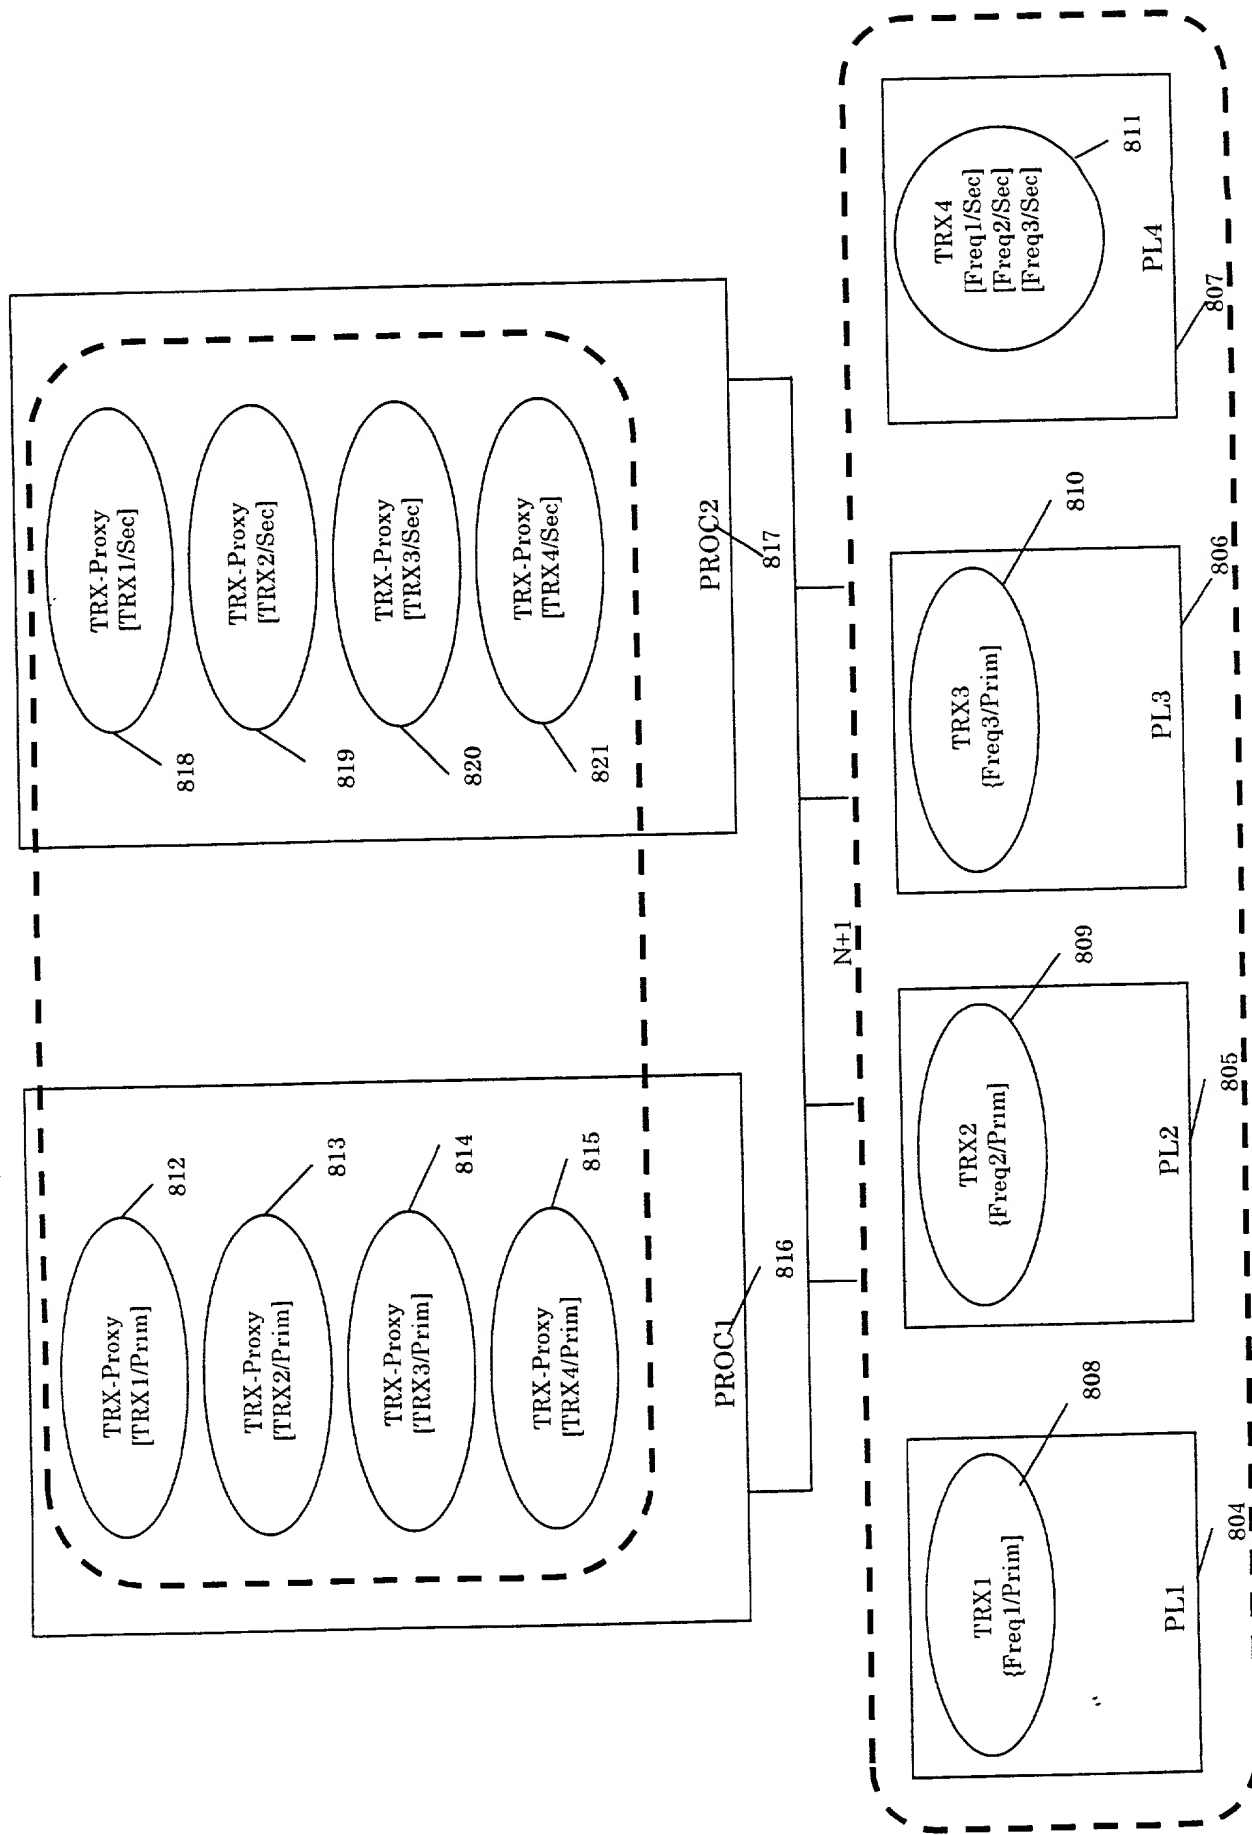 TRX-Proxy
[TRX1/Prim]
812
TRX-Proxy
[TRX2/Prim]
813
TRX-Proxy
[TRX3/Prim]
814
TRX-Proxy
[TRX4/Prim]
815
PROC1
816
TRX-Proxy
[TRX1/Sec]
818
TRX-Proxy
[TRX2/Sec]
819
TRX-Proxy
[TRX3/Sec]
820
TRX-Proxy
[TRX4/Sec]
821
PROC2
817
N+1
TRX1
{Freq1/Prim]
808
PL1
804
TRX2
{Freq2/Prim]
809
PL2
805
TRX3
{Freq3/Prim]
810
PL3
806
TRX4
[Freq1/Sec]
[Freq2/Sec]
[Freq3/Sec]
811
PL4
807